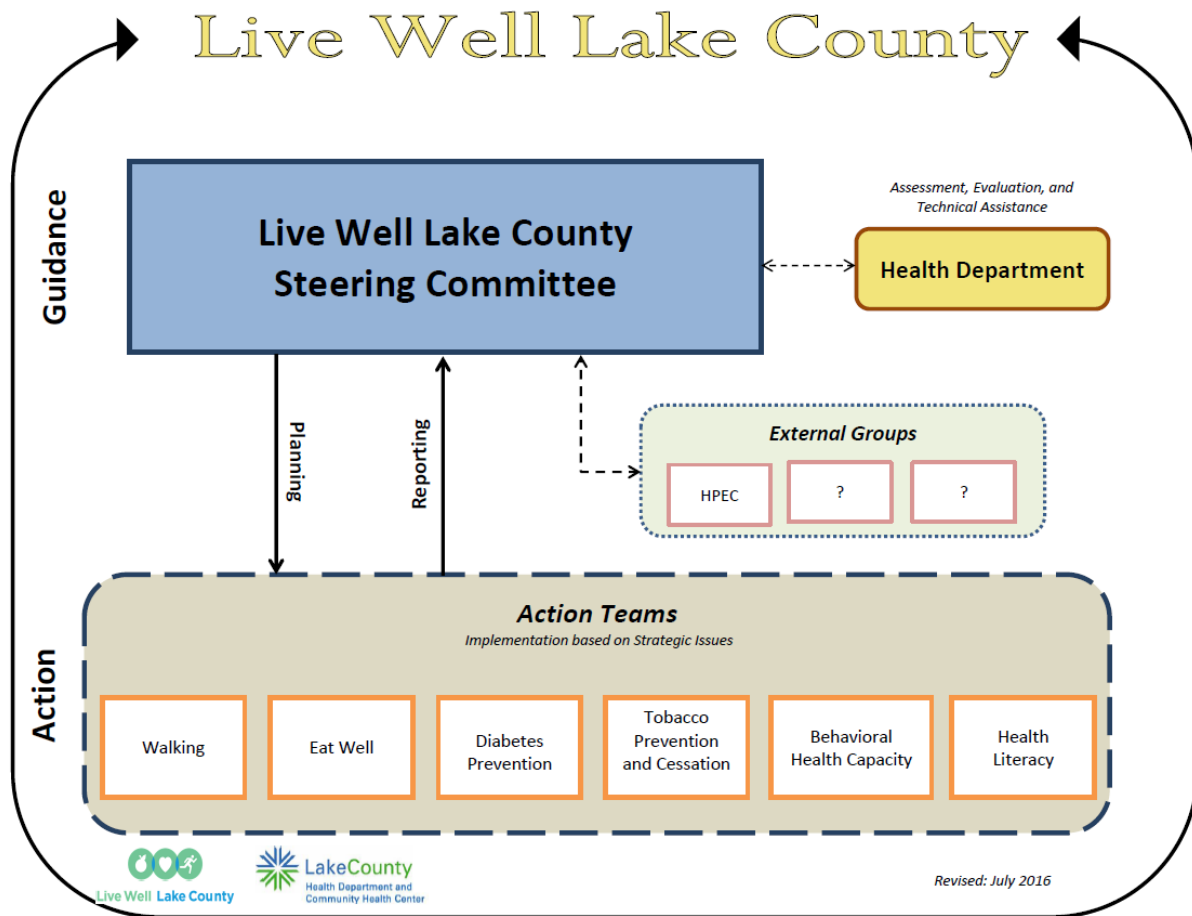 Live Well Lake County
Guidance
Live Well Lake County
Steering Committee
Assessment, Evaluation, and
Technical Assistance
Health Department
Planning
Reporting
External Groups
HPEC
?
?
Action
Action Teams
Implementation based on Strategic Issues
Walking
Eat Well
Diabetes
Prevention
Tobacco
Prevention
and Cessation
Behavioral
Health Capacity
Health
Literacy
Live Well Lake County
LakeCounty
Health Department and
Community Health Center
Revised: July 2016